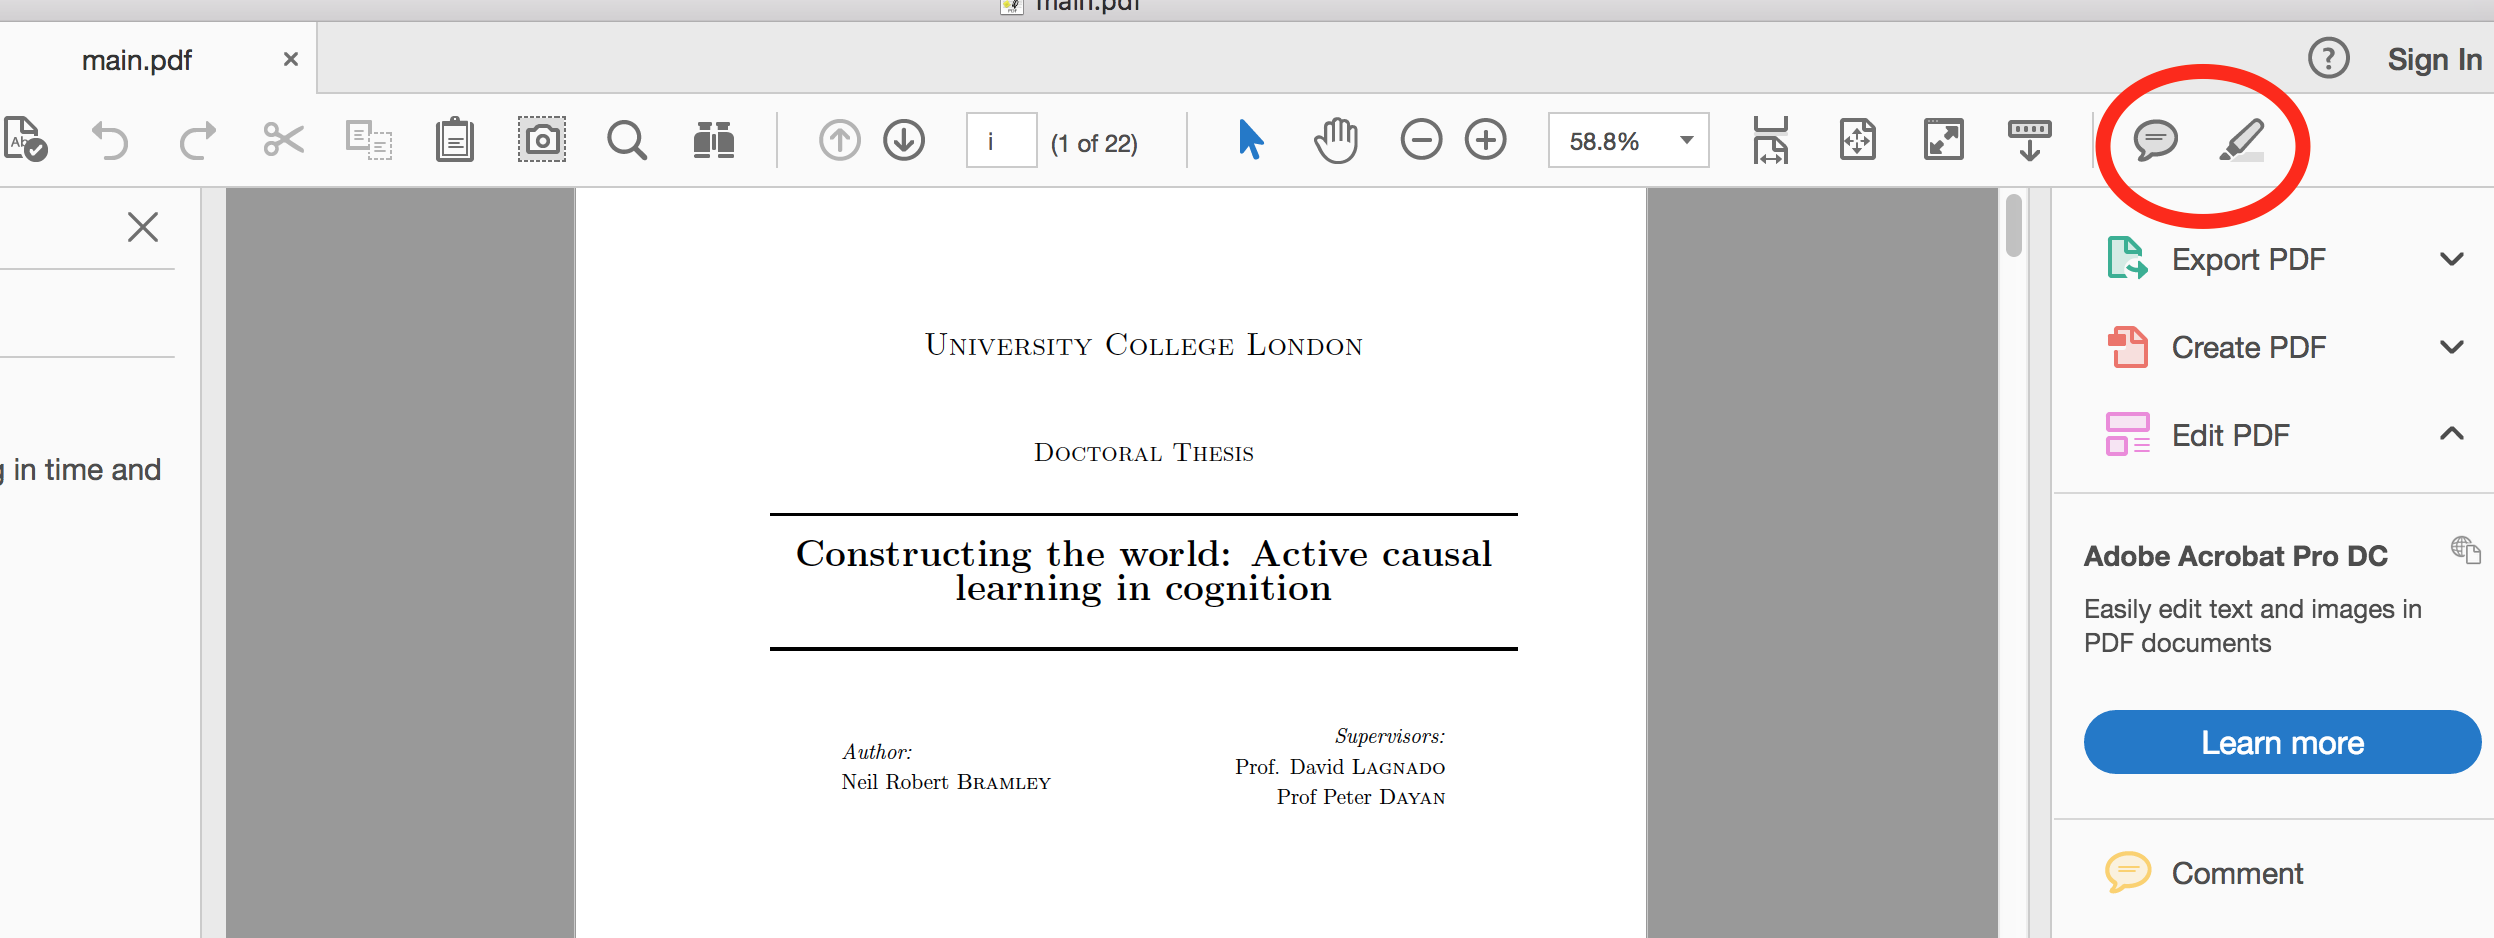 main.pdf
main.pdf
Sign In
i
(1 of 22)
58.8%
Export PDF
Create PDF
Edit PDF
in time and
UNIVERSITY COLLEGE LONDON
DOCTORAL THESIS
Constructing the world: Active causal
learning in cognition
Author:
Neil Robert BRAMLEY
Supervisors:
Prof. David LAGNADO
Prof Peter DAYAN
Adobe Acrobat Pro DC
Easily edit text and images in
PDF documents
Learn more
Comment